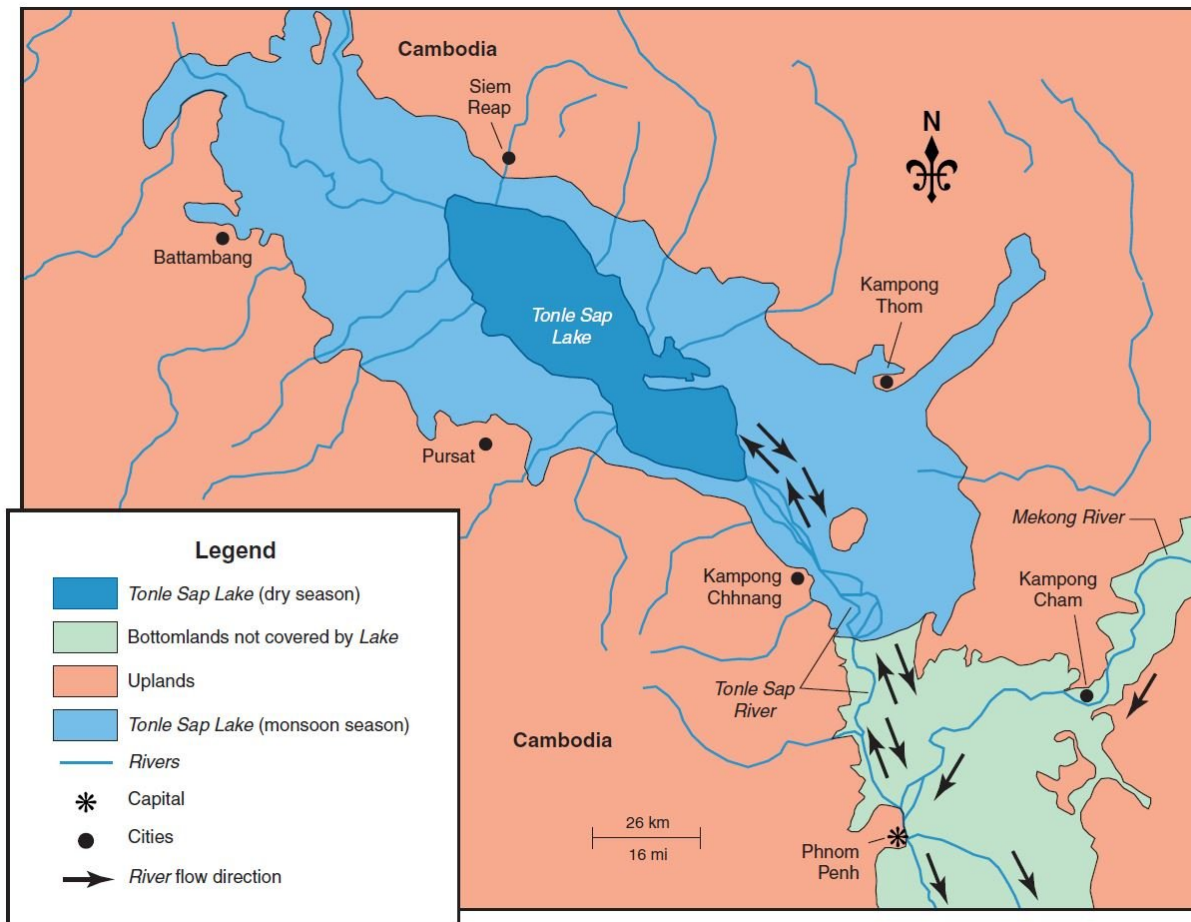 Cambodia
Siem
Reap
N
Battambang
Tonle Sap
Lake
Kampong
Thom
Pursat
Mekong River
Kampong
Chhnang
Kampong
Cham
Tonle Sap
River
Cambodia
26 km
16 mi
Phnom
Penh
Legend
Tonle Sap Lake (dry season)
Bottomlands not covered by Lake
Uplands
Tonle Sap Lake (monsoon season)
Rivers
Capital
Cities
River flow direction